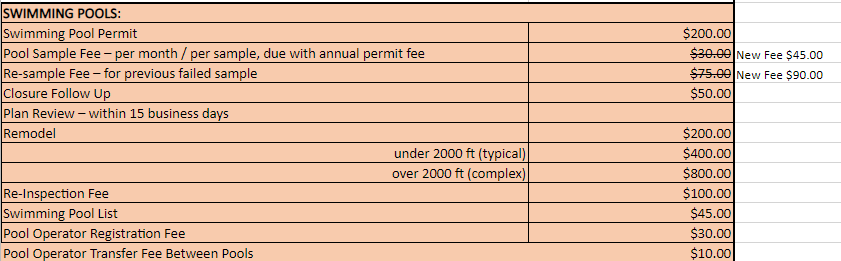 SWIMMING POOLS:
Swimming Pool Permit $200.00
Pool Sample Fee – per month / per sample, due with annual permit fee $30.00 New Fee $45.00
Re-sample Fee – for previous failed sample $75.00 New Fee $90.00
Closure Follow Up $50.00
Plan Review – within 15 business days
Remodel $200.00
under 2000 ft (typical) $400.00
over 2000 ft (complex) $800.00
Re-Inspection Fee $100.00
Swimming Pool List $45.00
Pool Operator Registration Fee $30.00
Pool Operator Transfer Fee Between Pools $10.00